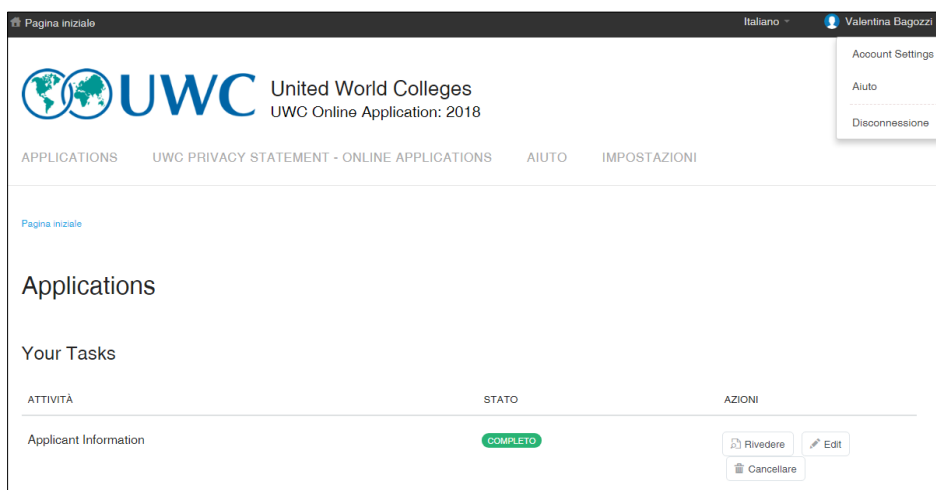 Pagina iniziale
Italiano
Valentina Bagozzi
Account Settings
Aiuto
Disconnessione
UWC United World Colleges
UWC Online Application: 2018
APPLICATIONS UWC PRIVACY STATEMENT - ONLINE APPLICATIONS AIUTO IMPOSTAZIONI
Pagina iniziale
Applications
Your Tasks
ATTIVITÀ STATO AZIONI
Applicant Information COMPLETO Rivedere Edit
Cancellare